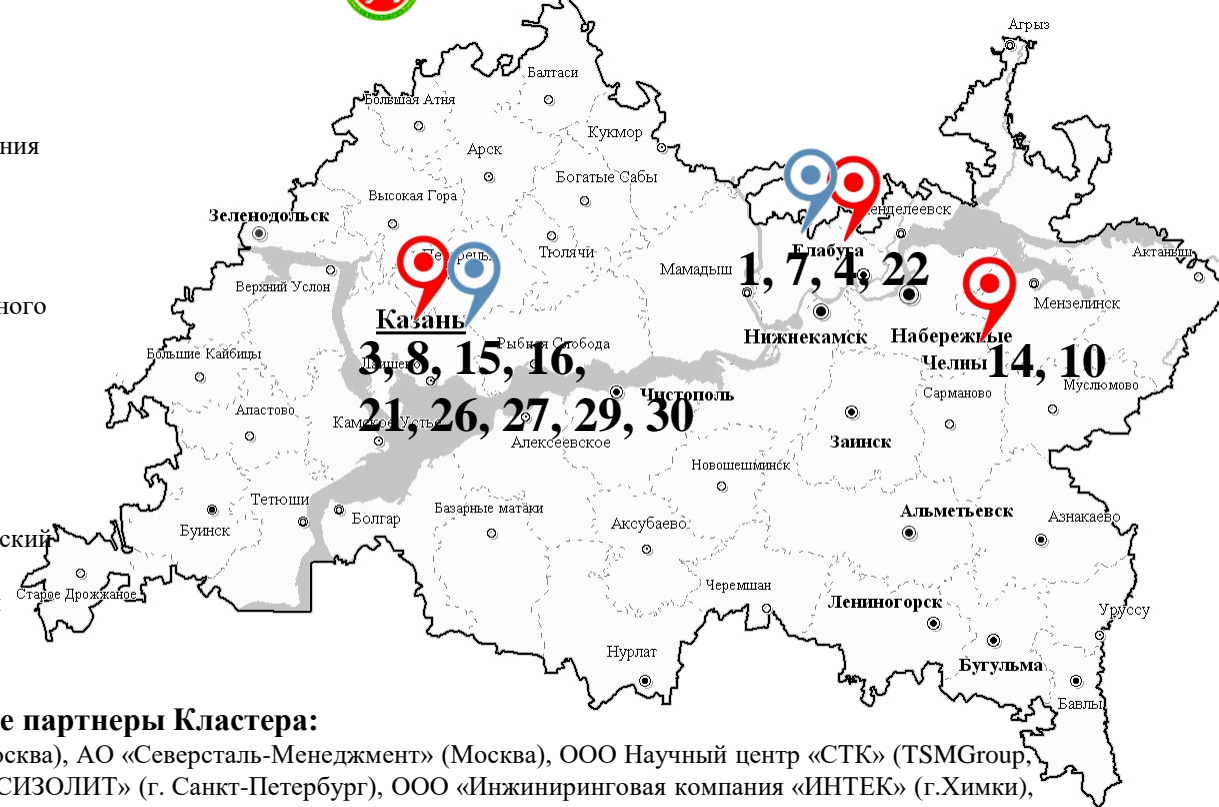 Агрыз
Балтаси
Большая Атня
Кукмор
ния
Арск
Богатые Сабы
Высокая Гора
Зеленодольск
Менделеевск
Елабуга
Тюлячи
Актаныш
Мамадыш
1, 7, 4, 22
Верхний Услон
ного
Мензелинск
Казань
Нижнекамск
Набережные
Челны
14, 10
Рыбная Слобода
Большие Кайбицы
3, 8, 15, 16,
Лаишево
Муслюмово
Сарманово
Чистополь
Апастово
Камское Устье
21, 26, 27, 29, 30
Алексеевское
Заинск
Новошешминск
Тетюши
Базарные матаки
Альметьевск
Болгар
Буинск
Аксубаево
Азнакаево
ский
Черемшан
Старое Дрожжаное
Лениногорск
Уруссу
Нурлат
Бугульма
Бавлы
е партнеры Кластера:
осква), АО «Северсталь-Менеджмент» (Москва), ООО Научный центр «СТК» (TSMGroup,
СИЗОЛИТ» (г. Санкт-Петербург), ООО «Инжиниринговая компания «ИНТЕК» (г.Химки),